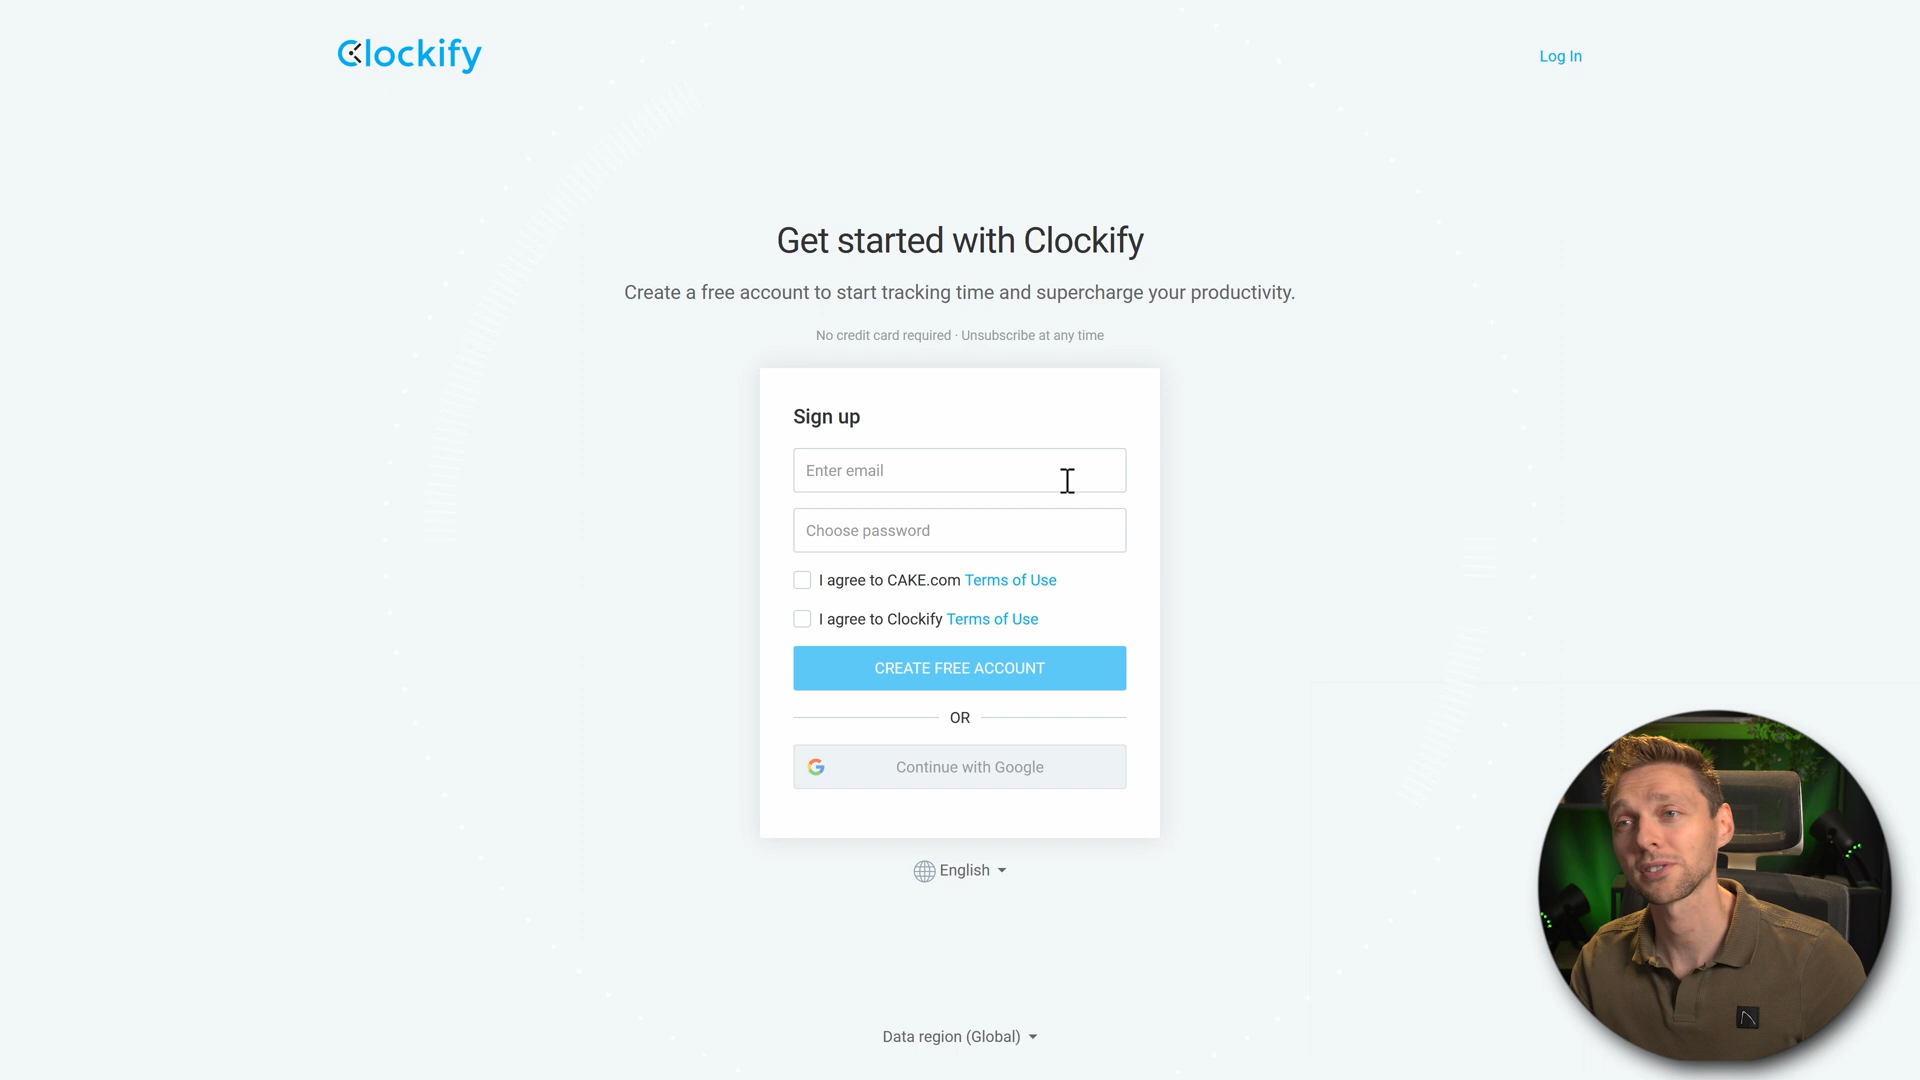 Clockify
Log In
Get started with Clockify
Create a free account to start tracking time and supercharge your productivity.
No credit card required · Unsubscribe at any time
Sign up
Enter email
Choose password
I agree to CAKE.com Terms of Use
I agree to Clockify Terms of Use
CREATE FREE ACCOUNT
OR
Continue with Google
English
Data region (Global)